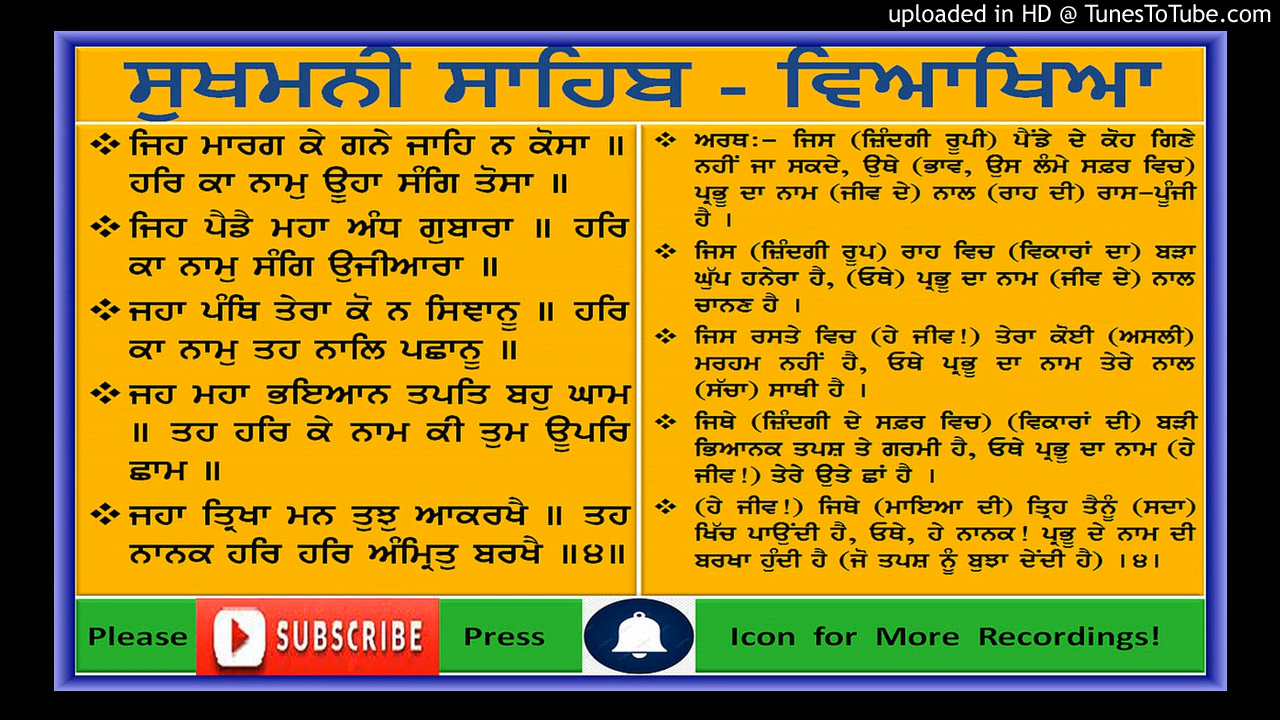 uploaded in HD @ TunesToTube.com
ਸੁਖਮਨੀ ਸਾਹਿਬ - ਵਿਆਖਿਆ
❖ ਜਿਹ ਮਾਰਗ ਕੇ ਗਨੇ ਜਾਹਿ ਨ ਕੋਸਾ ॥
ਹਰਿ ਕਾ ਨਾਮੁ ਊਹਾ ਸੰਗਿ ਤੋਸਾ ॥
❖ ਜਿਹ ਪੈਡੈ ਮਹਾ ਅੰਧ ਗੁਬਾਰਾ ॥ ਹਰਿ
ਕਾ ਨਾਮੁ ਸੰਗਿ ਉਜੀਆਰਾ ॥
❖ ਜਹਾ ਪੰਥਿ ਤੇਰਾ ਕੋ ਨ ਸਿਞਾਨੂ ॥ ਹਰਿ
ਕਾ ਨਾਮੁ ਤਹ ਨਾਲਿ ਪਛਾਨੂ ॥
❖ ਜਹ ਮਹਾ ਭਇਆਨ ਤਪਤਿ ਬਹੁ ਘਾਮ
॥ ਤਹ ਹਰਿ ਕੇ ਨਾਮ ਕੀ ਤੁਮ ਊਪਰਿ
ਛਾਮ ॥
❖ ਜਹਾ ਤ੍ਰਿਖਾ ਮਨ ਤੁਝੁ ਆਕਰਖੈ ॥ ਤਹ
ਨਾਨਕ ਹਰਿ ਹਰਿ ਅੰਮ੍ਰਿਤੁ ਬਰਖੈ ॥੪॥
❖ ਅਰਥ:- ਜਿਸ (ਜ਼ਿੰਦਗੀ ਰੂਪੀ) ਪੈਂਡੇ ਦੇ ਕੋਹ ਗਿਣੇ
ਨਹੀਂ ਜਾ ਸਕਦੇ, ਉਥੇ (ਭਾਵ, ਉਸ ਲੰਮੇ ਸਫ਼ਰ ਵਿਚ)
ਪ੍ਰਭੂ ਦਾ ਨਾਮ (ਜੀਵ ਦੇ) ਨਾਲ (ਰਾਹ ਦੀ) ਰਾਸ-ਪੂੰਜੀ
ਹੈ ।
❖ ਜਿਸ (ਜ਼ਿੰਦਗੀ ਰੂਪ) ਰਾਹ ਵਿਚ (ਵਿਕਾਰਾਂ ਦਾ) ਬੜਾ
ਘੁੱਪ ਹਨੇਰਾ ਹੈ, (ਓਥੇ) ਪ੍ਰਭੂ ਦਾ ਨਾਮ (ਜੀਵ ਦੇ) ਨਾਲ
ਚਾਨਣ ਹੈ ।
❖ ਜਿਸ ਰਸਤੇ ਵਿਚ (ਹੇ ਜੀਵ!) ਤੇਰਾ ਕੋਈ (ਅਸਲੀ)
ਮਰਹਮ ਨਹੀਂ ਹੈ, ਓਥੇ ਪ੍ਰਭੂ ਦਾ ਨਾਮ ਤੇਰੇ ਨਾਲ
(ਸੱਚਾ) ਸਾਥੀ ਹੈ ।
❖ ਜਿਥੇ (ਜ਼ਿੰਦਗੀ ਦੇ ਸਫ਼ਰ ਵਿਚ) (ਵਿਕਾਰਾਂ ਦੀ) ਬੜੀ
ਭਿਆਨਕ ਤਪਸ਼ ਤੇ ਗਰਮੀ ਹੈ, ਓਥੇ ਪ੍ਰਭੂ ਦਾ ਨਾਮ (ਹੇ
ਜੀਵ!) ਤੇਰੇ ਉਤੇ ਛਾਂ ਹੈ ।
❖ (ਹੇ ਜੀਵ!) ਜਿਥੇ (ਮਾਇਆ ਦੀ) ਤ੍ਰਿਹ ਤੈਨੂੰ (ਸਦਾ)
ਖਿੱਚ ਪਾਉਂਦੀ ਹੈ, ਓਥੇ, ਹੇ ਨਾਨਕ! ਪ੍ਰਭੂ ਦੇ ਨਾਮ ਦੀ
ਬਰਖਾ ਹੁੰਦੀ ਹੈ (ਜੋ ਤਪਸ਼ ਨੂੰ ਬੁਝਾ ਦੇਂਦੀ ਹੈ) ।੪।
Please SUBSCRIBE Press Icon for More Recordings!